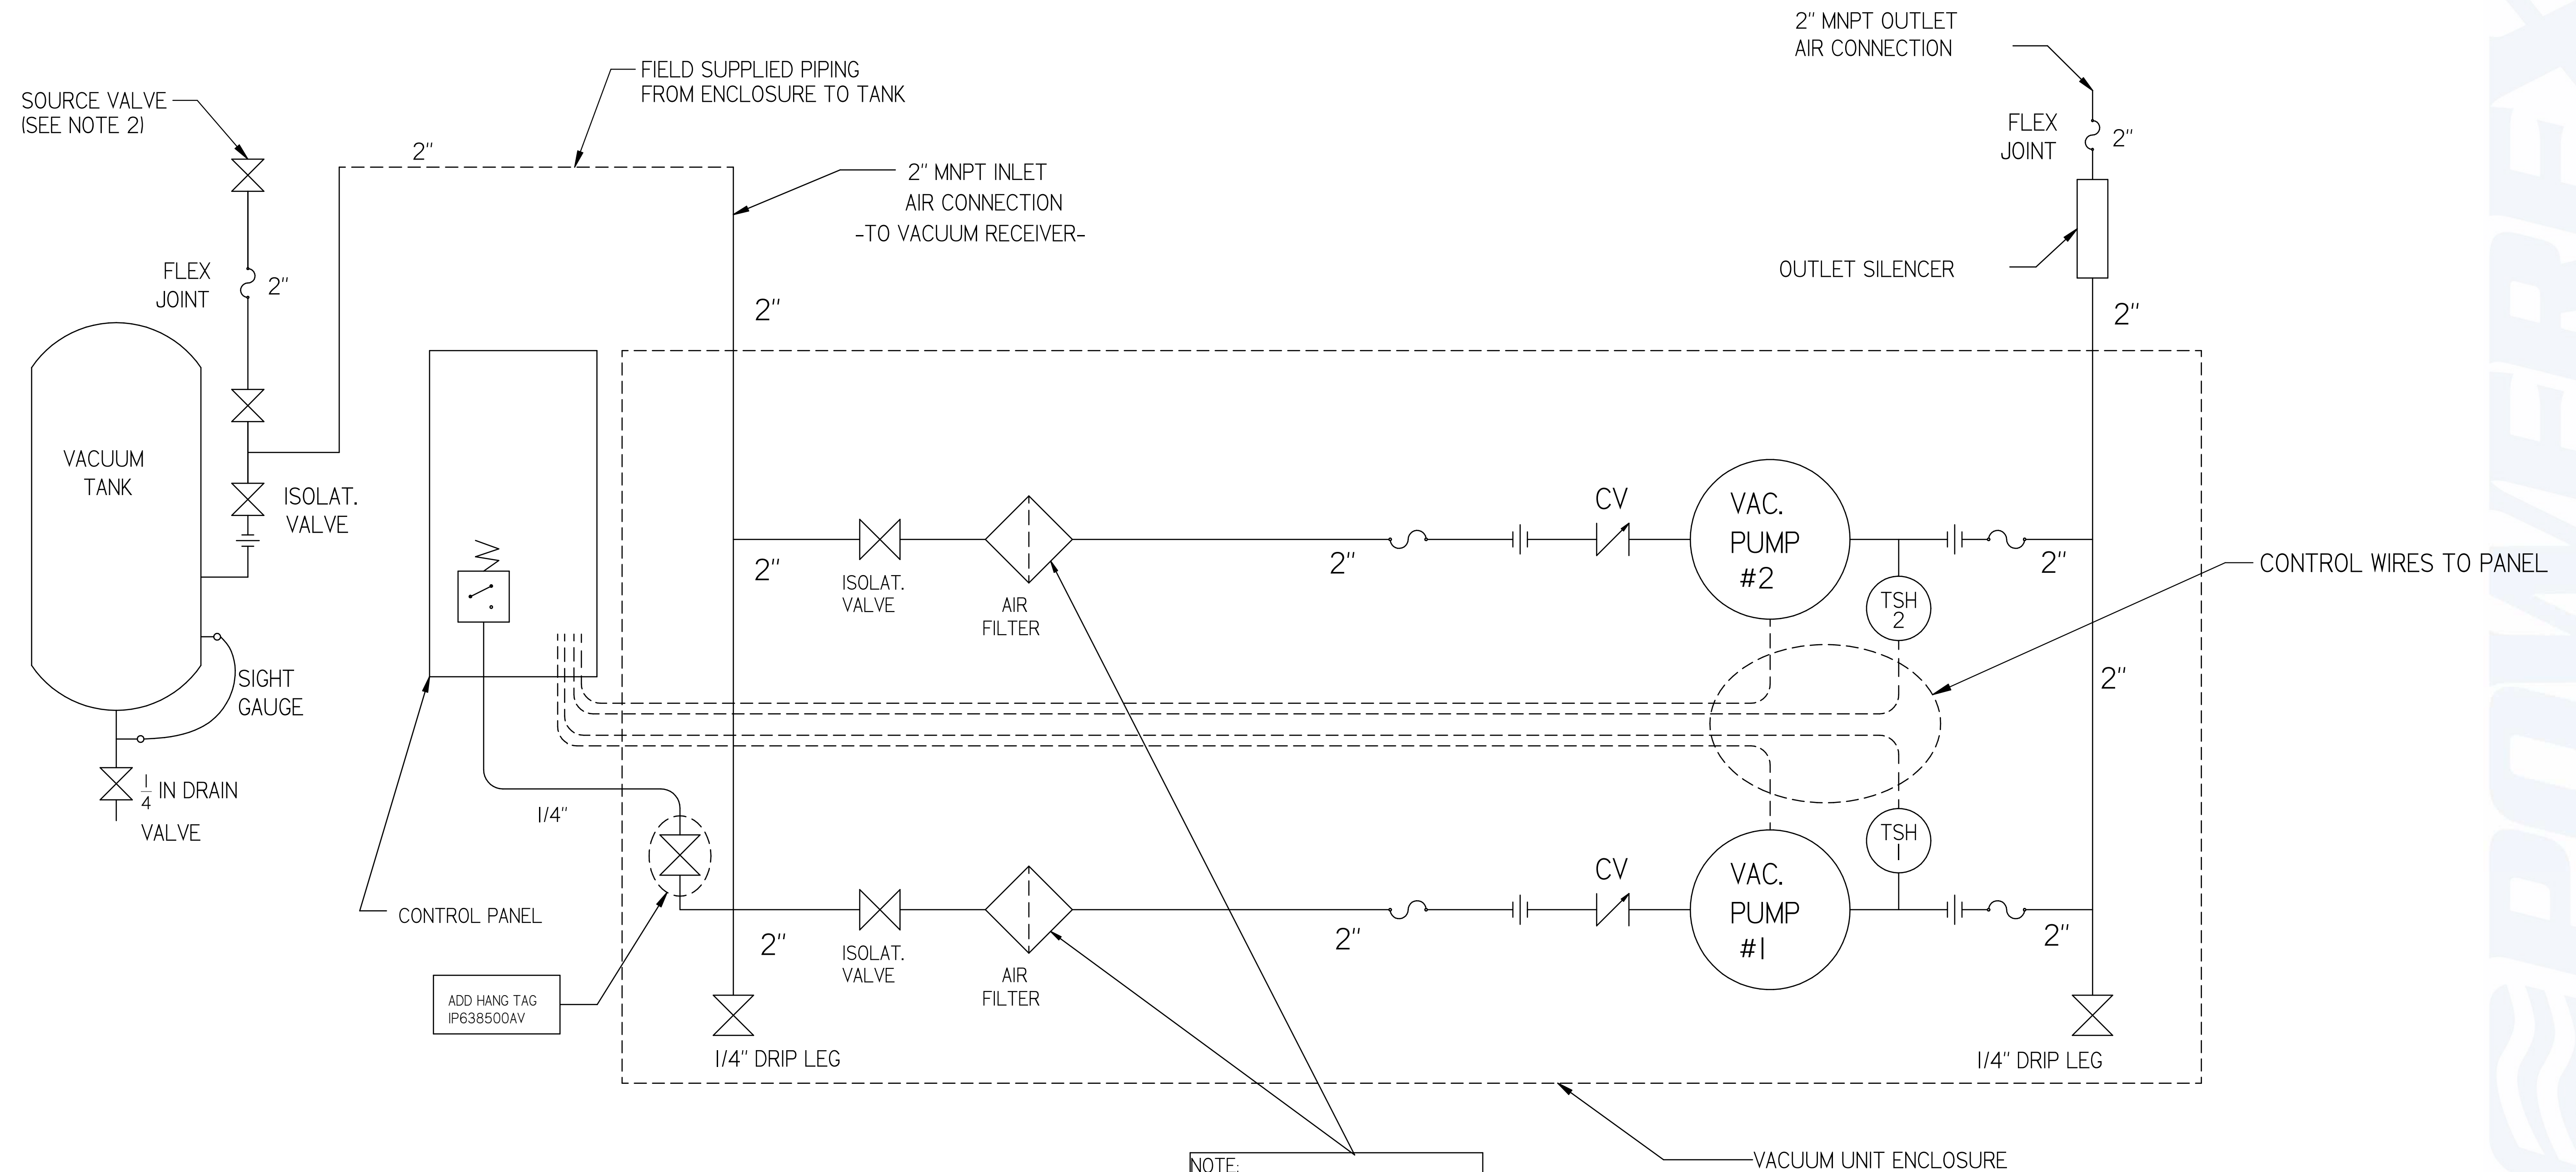 2" MNPT OUTLET
AIR CONNECTION
FIELD SUPPLIED PIPING
FROM ENCLOSURE TO TANK
SOURCE VALVE
(SEE NOTE 2)
FLEX
JOINT
2"
2"
2" MNPT INLET
AIR CONNECTION
-TO VACUUM RECEIVER-
FLEX
JOINT
2"
OUTLET SILENCER
2"
2"
VACUUM
TANK
ISOLAT.
VALVE
CV
VAC.
PUMP
#2
2"
ISOLAT.
VALVE
AIR
FILTER
2"
TSH
2
2"
CONTROL WIRES TO PANEL
SIGHT
GAUGE
2"
1/4 IN DRAIN
VALVE
1/4"
TSH
1
CV
VAC.
PUMP
#1
CONTROL PANEL
2"
ISOLAT.
VALVE
AIR
FILTER
2"
2"
ADD HANG TAG
IP638500AV
1/4" DRIP LEG
1/4" DRIP LEG
NOTE:
VACUUM UNIT ENCLOSURE
POWEREX